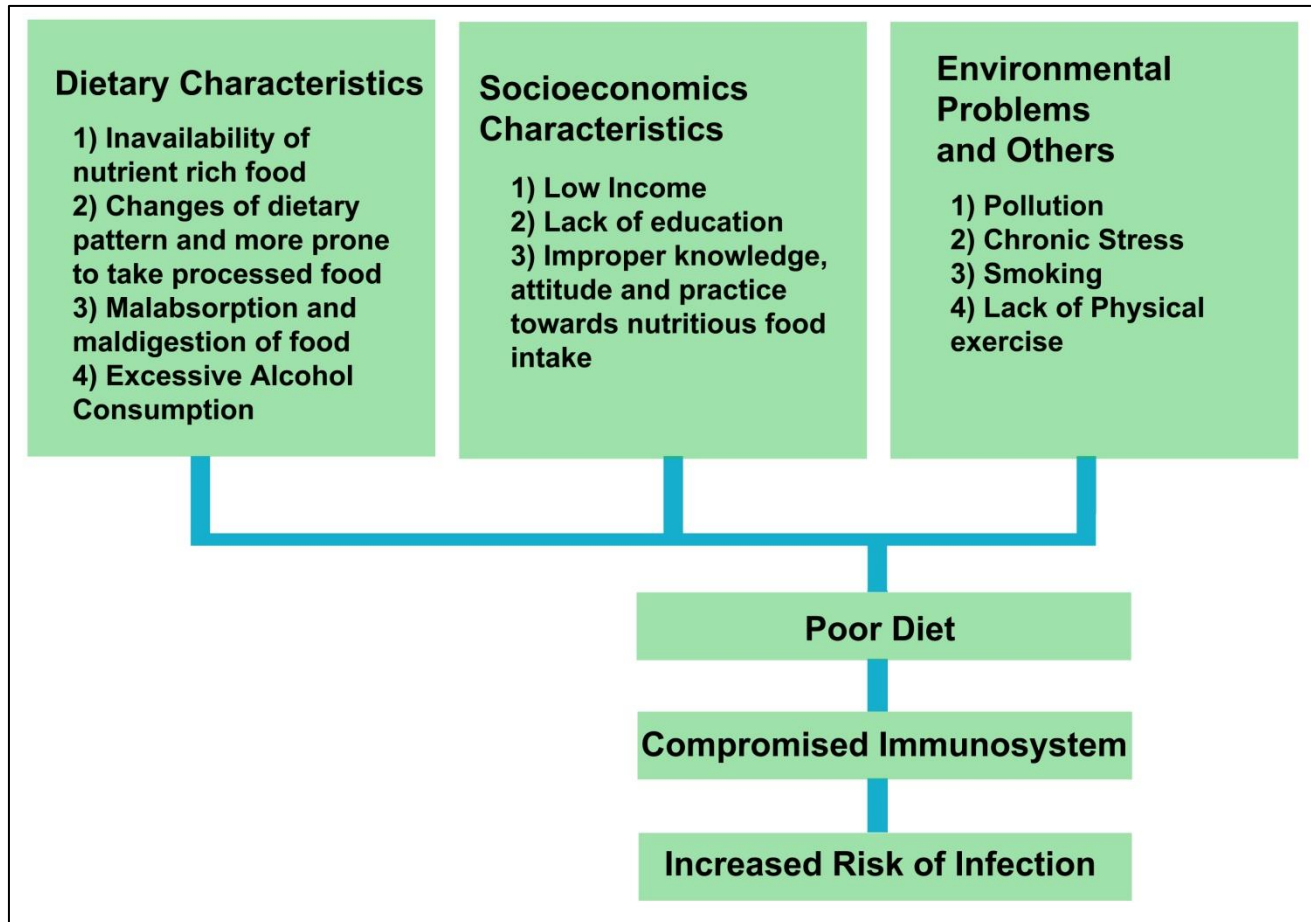 Dietary Characteristics
1) Inavailability of
nutrient rich food
2) Changes of dietary
pattern and more prone
to take processed food
3) Malabsorption and
maldigestion of food
4) Excessive Alcohol
Consumption
Socioeconomics
Characteristics
1) Low Income
2) Lack of education
3) Improper knowledge,
attitude and practice
towards nutritious food
intake
Environmental
Problems
and Others
1) Pollution
2) Chronic Stress
3) Smoking
4) Lack of Physical
exercise
Poor Diet
Compromised Immunosystem
Increased Risk of Infection